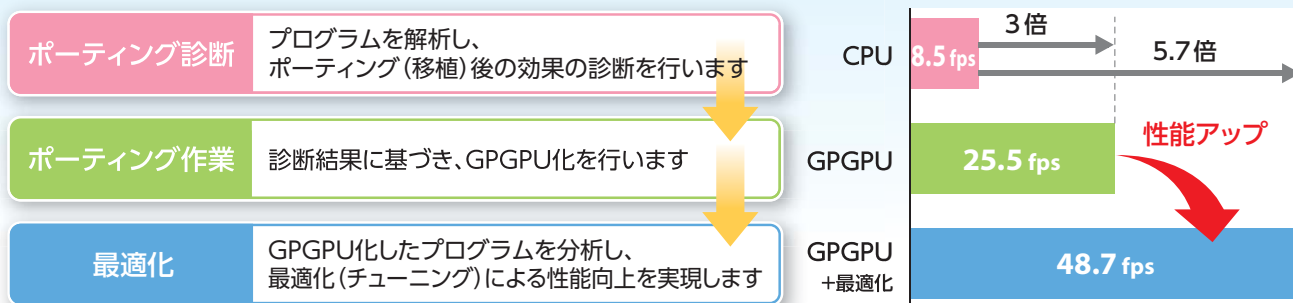 ポーティング診断
プログラムを解析し、
ポーティング(移植)後の効果の診断を行います
CPU
8.5 fps
3倍
5.7倍
ポーティング作業
診断結果に基づき、GPGPU化を行います
GPGPU
25.5 fps
性能アップ
最適化
GPGPU化したプログラムを分析し、
最適化(チューニング)による性能向上を実現します
GPGPU
+最適化
48.7 fps